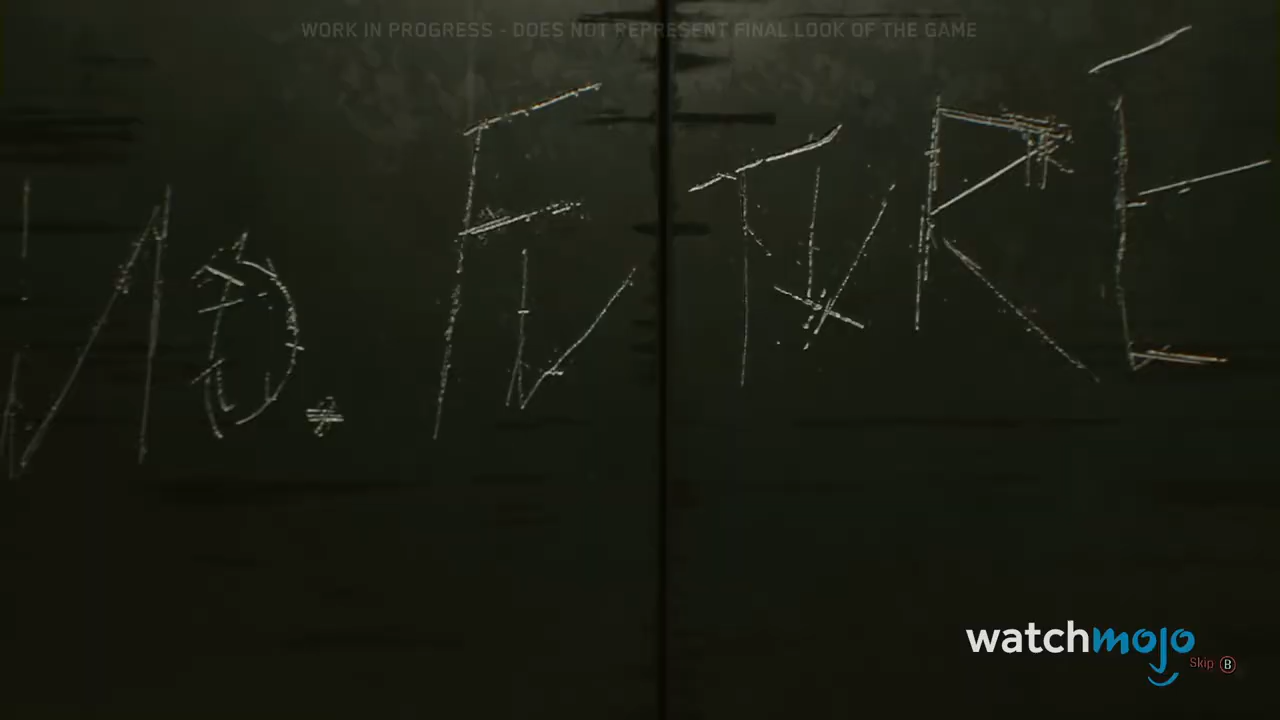 WORK IN PROGRESS - DOES NOT REPRESENT FINAL LOOK OF THE GAME
NO. FUTURE
watchmojo
Skip B